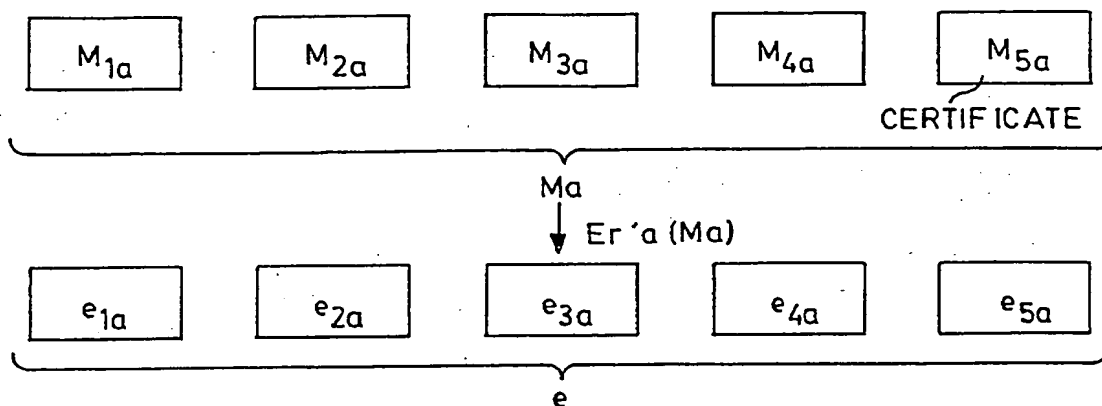 M1a M2a M3a M4a M5a
CERTIFICATE
Ma
Er'a (Ma)
e1a e2a e3a e4a e5a
e